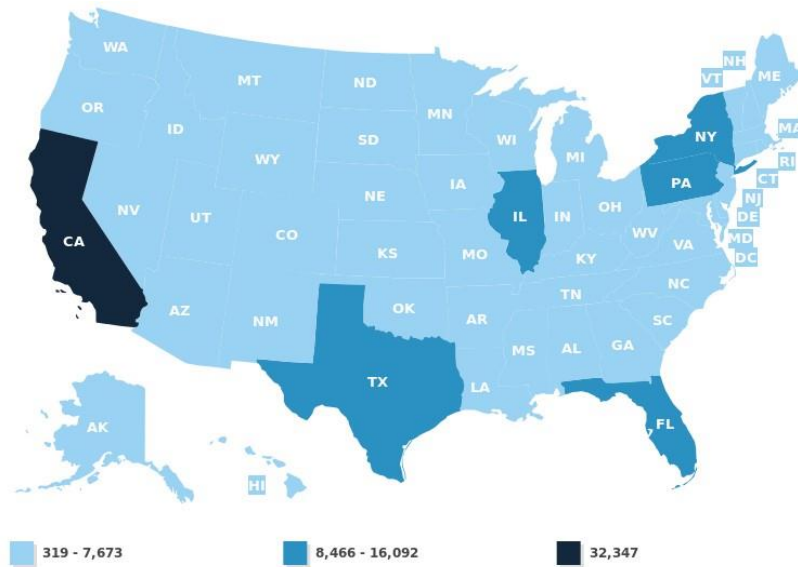 WA
MT
ND
MN
OR
ID
SD
WI
MI
VT
NH
ME
NY
MA
RI
WY
NE
IA
PA
CT
NJ
NV
UT
CO
IL
IN
OH
DE
CA
KS
MO
KY
WV
VA
MD
DC
AZ
NM
OK
AR
TN
NC
SC
TX
LA
MS
AL
GA
FL
AK
HI
319 - 7,673
8,466 - 16,092
32,347